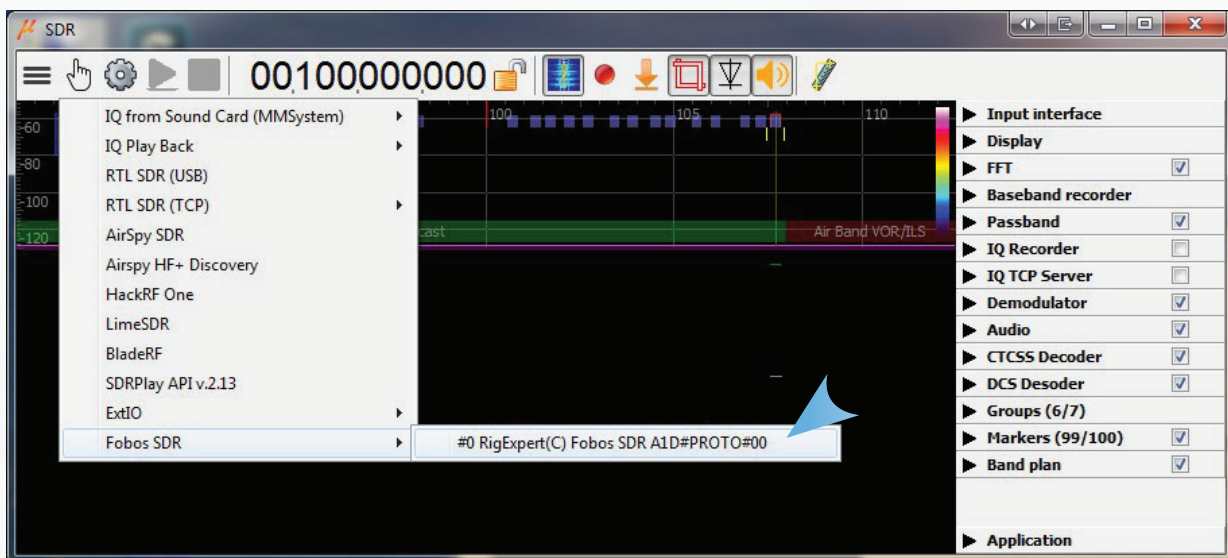 μ SDR
00,100,000,000
-60
100
105
110
-80
-100
-120
cast
Air Band VOR/ILS
IQ from Sound Card (MMSystem)
IQ Play Back
RTL SDR (USB)
RTL SDR (TCP)
AirSpy SDR
Airspy HF+ Discovery
HackRF One
LimeSDR
BladeRF
SDRPlay API v.2.13
ExtIO
Fobos SDR
#0 RigExpert(C) Fobos SDR A1D#PROTO#00
Input interface
Display
FFT
Baseband recorder
Passband
IQ Recorder
IQ TCP Server
Demodulator
Audio
CTCSS Decoder
DCS Desoder
Groups (6/7)
Markers (99/100)
Band plan
Application